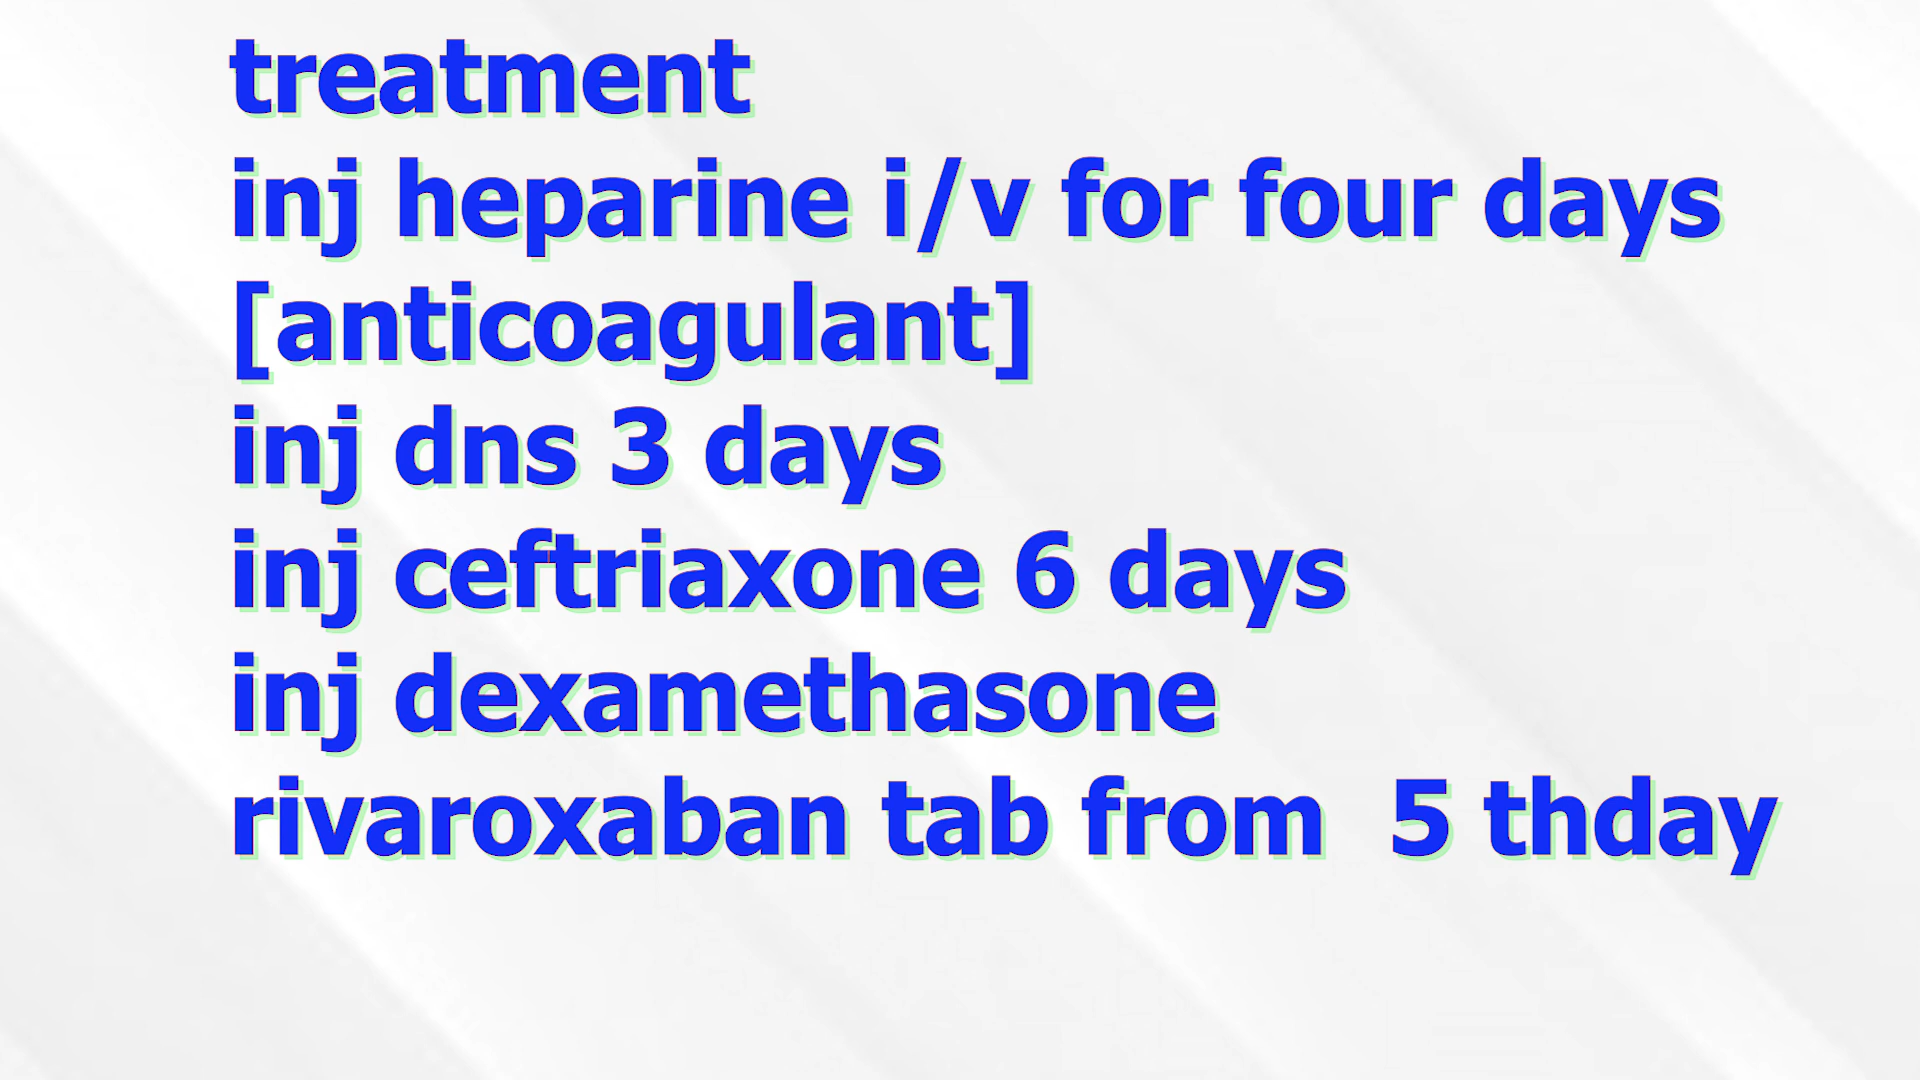 treatment
inj heparine i/v for four days
[anticoagulant]
inj dns 3 days
inj ceftriaxone 6 days
inj dexamethasone
rivaroxaban tab from  5 thday